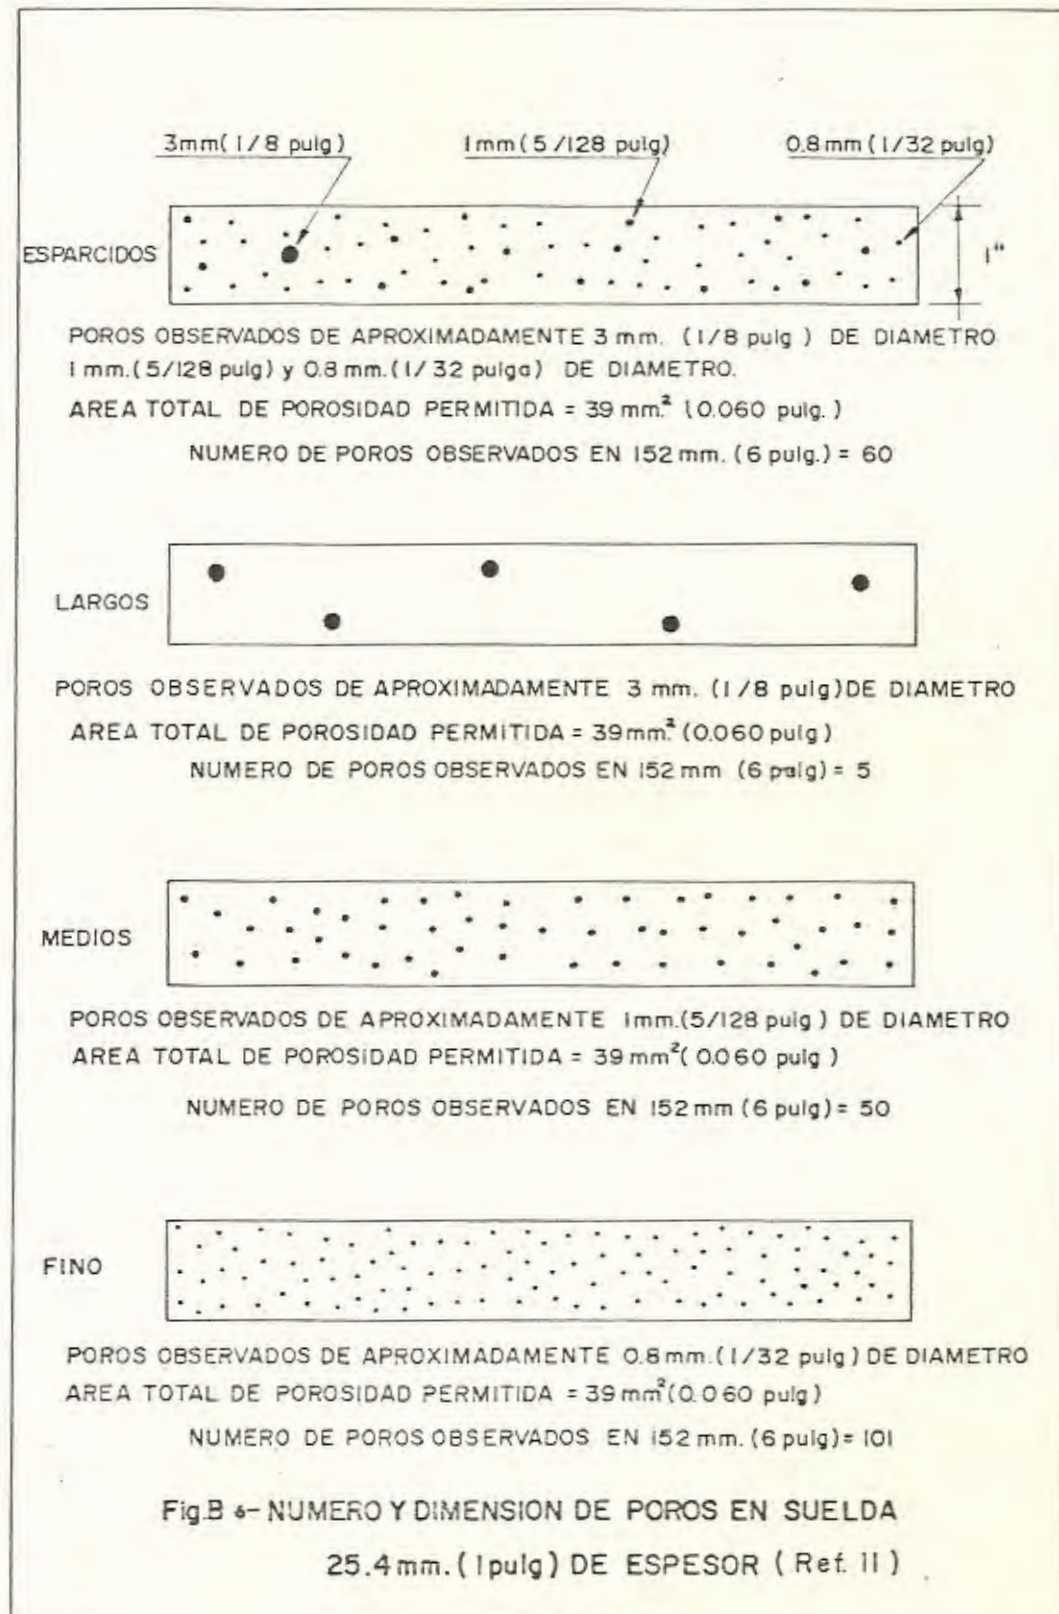 3mm(1/8 pulg) 1mm(5/128 pulg) 0.8mm(1/32 pulg)
ESPARCIDOS 1"
POROS OBSERVADOS DE APROXIMADAMENTE 3 mm. (1/8 pulg) DE DIAMETRO
1 mm.(5/128 pulg) y 0.8 mm.(1/32 pulga) DE DIAMETRO.
AREA TOTAL DE POROSIDAD PERMITIDA = 39 mm.² (0.060 pulg.)
NUMERO DE POROS OBSERVADOS EN 152 mm. (6 pulg.) = 60
LARGOS
POROS OBSERVADOS DE APROXIMADAMENTE 3 mm. (1/8 pulg) DE DIAMETRO
AREA TOTAL DE POROSIDAD PERMITIDA = 39mm.² (0.060 pulg)
NUMERO DE POROS OBSERVADOS EN 152 mm (6 pulg) = 5
MEDIOS
POROS OBSERVADOS DE APROXIMADAMENTE 1mm.(5/128 pulg) DE DIAMETRO
AREA TOTAL DE POROSIDAD PERMITIDA = 39 mm² (0.060 pulg)
NUMERO DE POROS OBSERVADOS EN 152 mm (6 pulg) = 50
FINO
POROS OBSERVADOS DE APROXIMADAMENTE 0.8mm.(1/32 pulg) DE DIAMETRO
AREA TOTAL DE POROSIDAD PERMITIDA = 39 mm² (0.060 pulg)
NUMERO DE POROS OBSERVADOS EN 152 mm. (6 pulg) = 101
Fig.B 6- NUMERO Y DIMENSION DE POROS EN SUELDA
25.4 mm. (1 pulg) DE ESPESOR (Ref. 11)